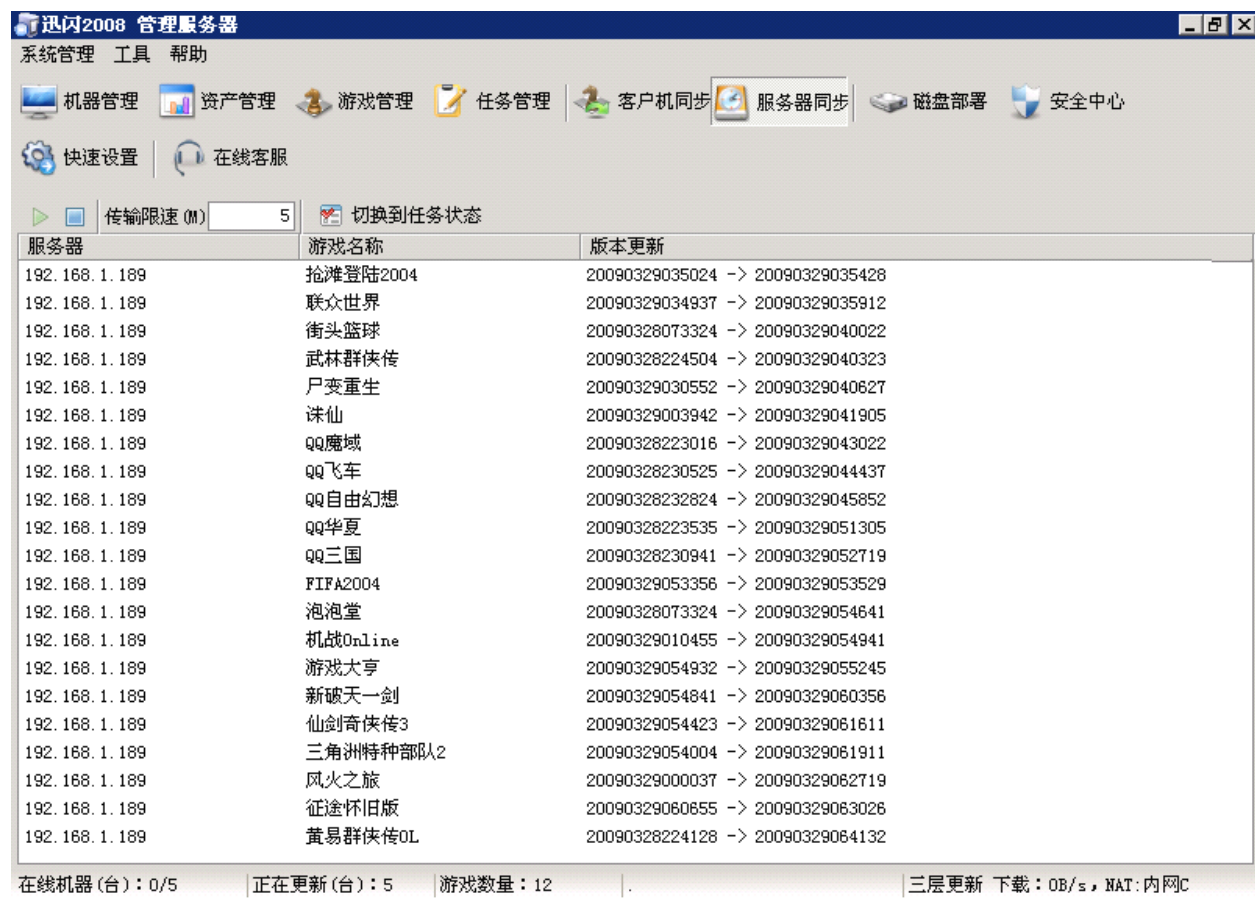 迅闪2008 管理服务器
系统管理 工具 帮助
机器管理 资产管理 游戏管理 任务管理 客户机同步 服务器同步 磁盘部署 安全中心
快速设置 在线客服
传输限速(M) 5 切换到任务状态
服务器 游戏名称 版本更新
192.168.1.189 抢滩登陆2004 20090329035024 -> 20090329035428
192.168.1.189 联众世界 20090329034937 -> 20090329035912
192.168.1.189 街头篮球 20090328073324 -> 20090329040022
192.168.1.189 武林群侠传 20090328224504 -> 20090329040323
192.168.1.189 尸变重生 20090329030552 -> 20090329040627
192.168.1.189 诛仙 20090329003942 -> 20090329041905
192.168.1.189 QQ魔域 20090328223016 -> 20090329043022
192.168.1.189 QQ飞车 20090328230525 -> 20090329044437
192.168.1.189 QQ自由幻想 20090328232824 -> 20090329045852
192.168.1.189 QQ华夏 20090328223535 -> 20090329051305
192.168.1.189 QQ三国 20090328230941 -> 20090329052719
192.168.1.189 FIFA2004 20090329053356 -> 20090329053529
192.168.1.189 泡泡堂 20090328073324 -> 20090329054641
192.168.1.189 机战Online 20090329010455 -> 20090329054941
192.168.1.189 游戏大亨 20090329054932 -> 20090329055245
192.168.1.189 新破天一剑 20090329054841 -> 20090329060356
192.168.1.189 仙剑奇侠传3 20090329054423 -> 20090329061611
192.168.1.189 三角洲特种部队2 20090329054004 -> 20090329061911
192.168.1.189 风火之旅 20090329000037 -> 20090329062719
192.168.1.189 征途怀旧版 20090329060655 -> 20090329063026
192.168.1.189 黄易群侠传OL 20090328224128 -> 20090329064132
在线机器(台):0/5 正在更新(台):5 游戏数量:12 . 三层更新 下载:0B/s,NAT:内网C